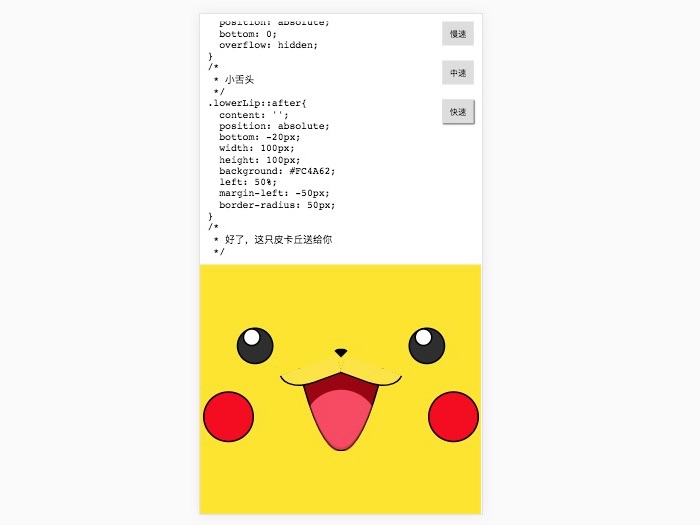 position: absolute;
bottom: 0;
overflow: hidden;
}
/*
* 小舌头
*/
.lowerLip::after{
content: '';
position: absolute;
bottom: -20px;
width: 100px;
height: 100px;
background: #FC4A62;
left: 50%;
margin-left: -50px;
border-radius: 50px;
}
/*
* 好了，这只皮卡丘送给你
*/
慢速
中速
快速